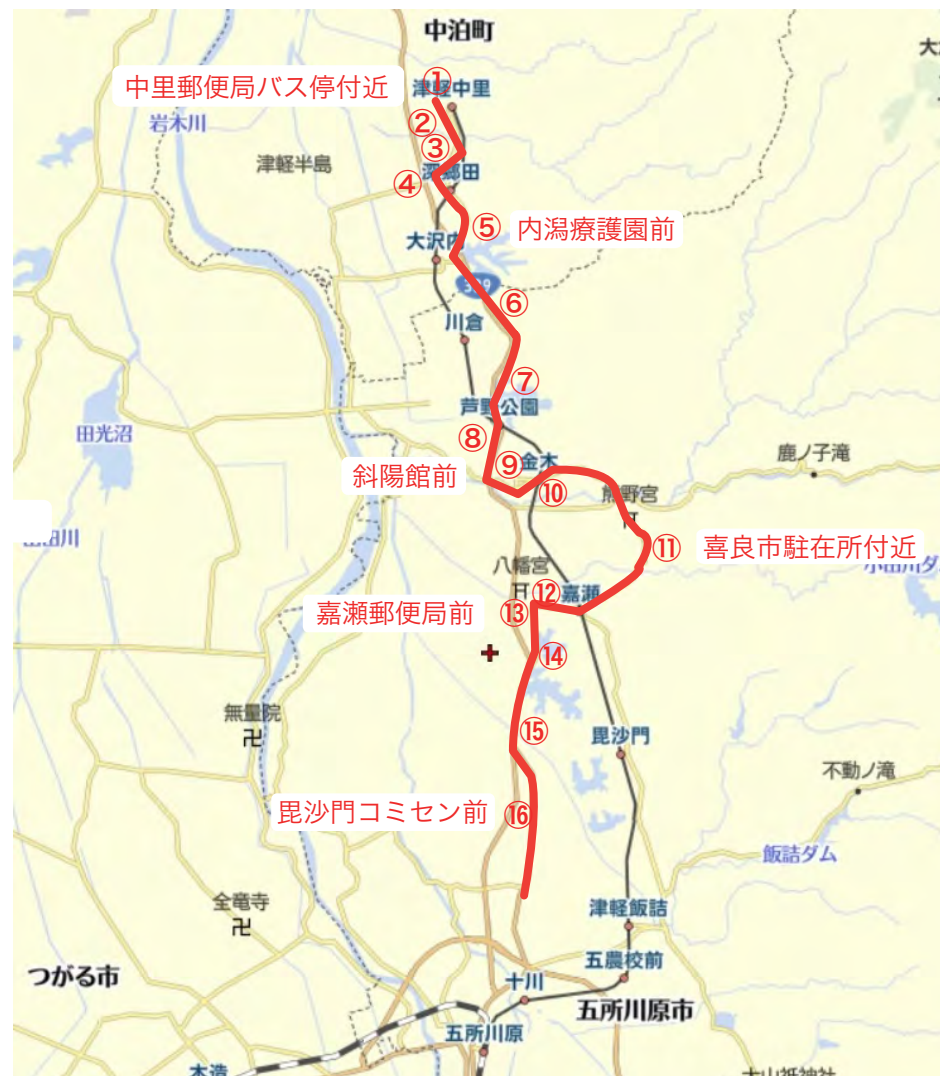 中泊町
①
中里郵便局バス停付近
津軽中里
②
岩木川
③
津軽半島
深郷田
④
⑤
内潟療護園前
大沢内
339
⑥
川倉
⑦
芦野公園
田光沼
⑧
斜陽館前
⑨
金木
鹿ノ子滝
⑩
熊野宮
⑪
喜良市駐在所付近
八幡宮
嘉瀬郵便局前
⑬
⑫
嘉瀬
⑭
無量院
卍
⑮
毘沙門
不動ノ滝
毘沙門コミセン前
⑯
飯詰ダム
全竜寺
卍
津軽飯詰
つがる市
五農校前
十川
五所川原市
五所川原
木造